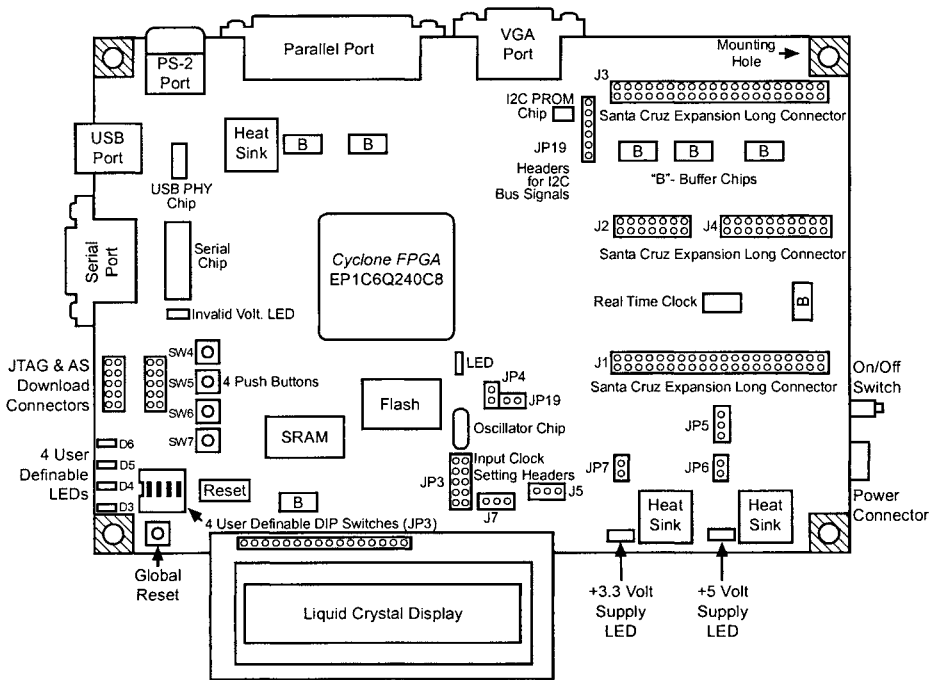 PS-2
Port
Parallel Port
VGA
Port
Mounting
Hole
J3
I2C PROM
Chip
Santa Cruz Expansion Long Connector
USB
Port
Heat
Sink
B
B
JP19
Headers
for I2C
Bus Signals
B
B
B
"B"- Buffer Chips
USB PHY
Chip
J2
J4
Santa Cruz Expansion Long Connector
Serial
Port
Serial
Chip
Cyclone FPGA
EP1C6Q240C8
Real Time Clock
B
Invalid Volt. LED
JTAG & AS
Download
Connectors
SW4
SW5
4 Push Buttons
SW6
SW7
LED
J1
Santa Cruz Expansion Long Connector
On/Off
Switch
JP4
JP19
Flash
SRAM
Oscillator Chip
JP5
4 User
Definable
LEDs
D6
D5
D4
D3
Reset
B
JP3
Input Clock
Setting Headers
J5
J7
JP7
JP6
Heat
Sink
Heat
Sink
Power
Connector
4 User Definable DIP Switches (JP3)
Global
Reset
Liquid Crystal Display
+3.3 Volt
Supply
LED
+5 Volt
Supply
LED